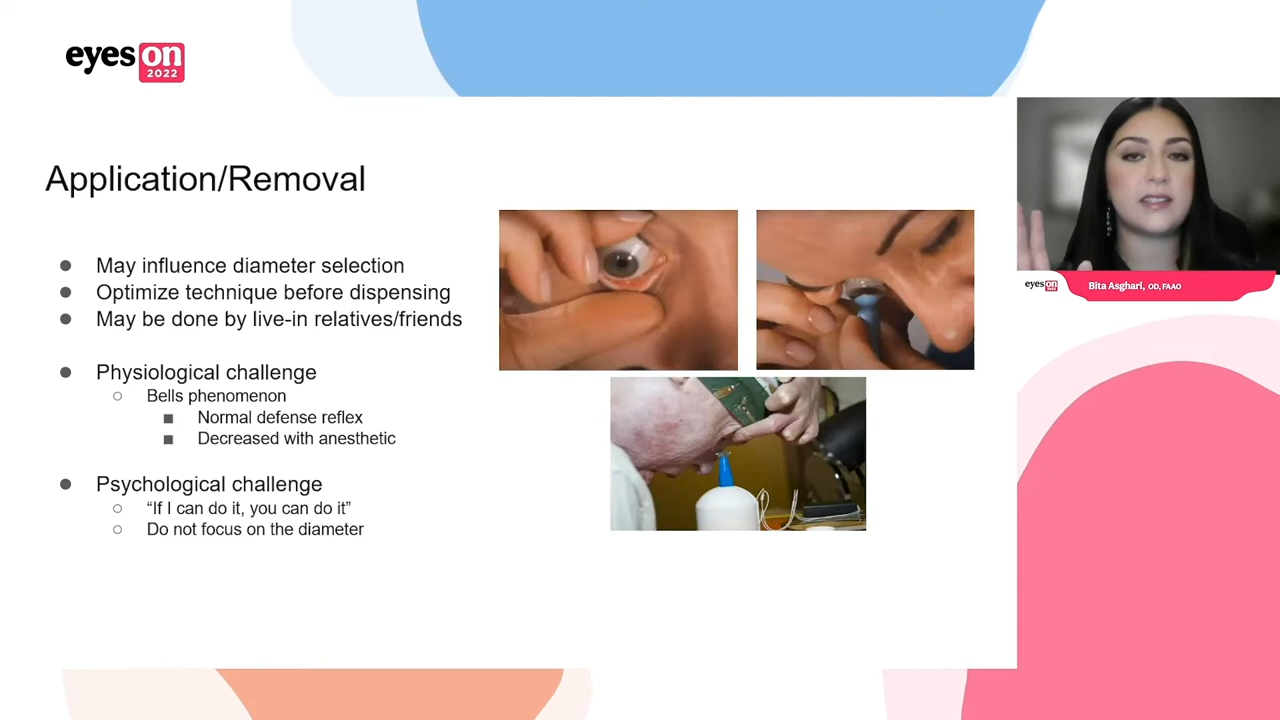 eyes on
2022
Application/Removal
May influence diameter selection
Optimize technique before dispensing
May be done by live-in relatives/friends
Physiological challenge
Bells phenomenon
Normal defense reflex
Decreased with anesthetic
Psychological challenge
“If I can do it, you can do it”
Do not focus on the diameter
eyes on
Bita Asghari, OD, FAAO